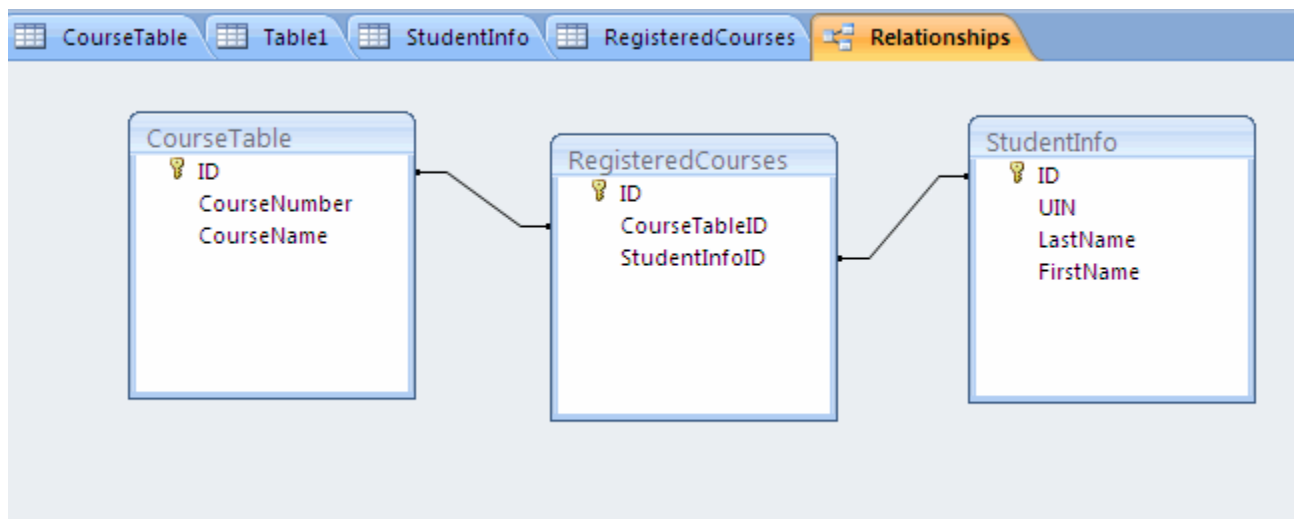 CourseTable Table1 StudentInfo RegisteredCourses Relationships
CourseTable
ID
CourseNumber
CourseName
RegisteredCourses
ID
CourseTableID
StudentInfoID
StudentInfo
ID
UIN
LastName
FirstName